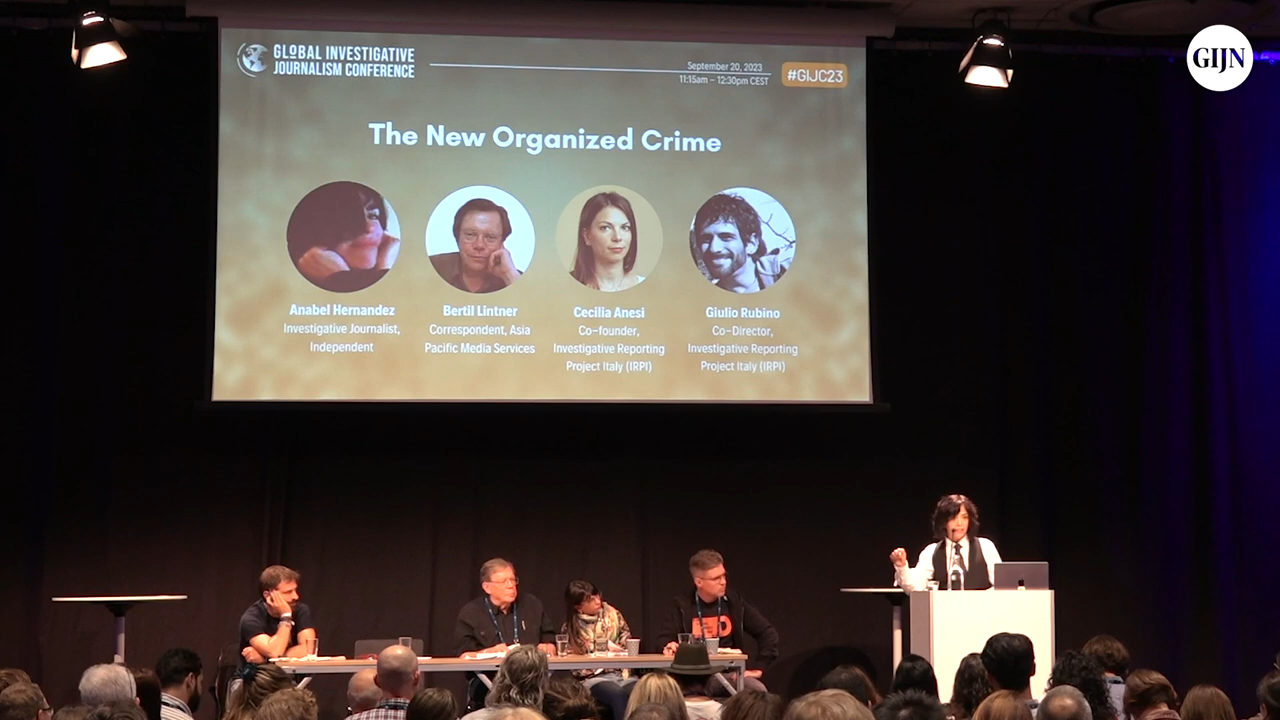 GLOBAL INVESTIGATIVE
JOURNALISM CONFERENCE
September 20, 2023
11:15am – 12:30pm CEST
#GIJC23
GIJN
The New Organized Crime
Anabel Hernandez
Investigative Journalist,
Independent
Bertil Lintner
Correspondent, Asia
Pacific Media Services
Cecilia Anesi
Co-founder,
Investigative Reporting
Project Italy (IRPI)
Giulio Rubino
Co-Director,
Investigative Reporting
Project Italy (IRPI)